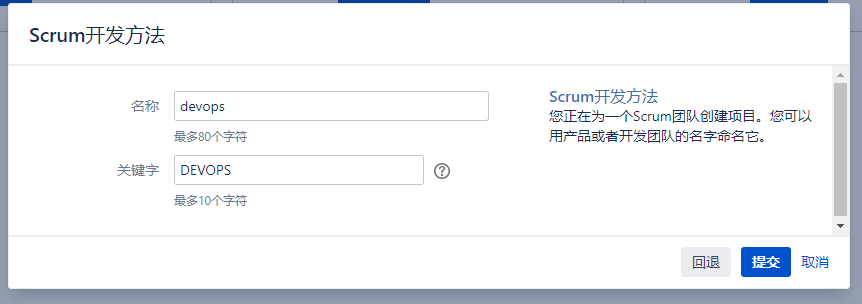 Scrum开发方法
名称
devops
最多80个字符
关键字
DEVOPS
最多10个字符
Scrum开发方法
您正在为一个Scrum团队创建项目。您可以
用产品或者开发团队的名字命名它。
回退
提交
取消